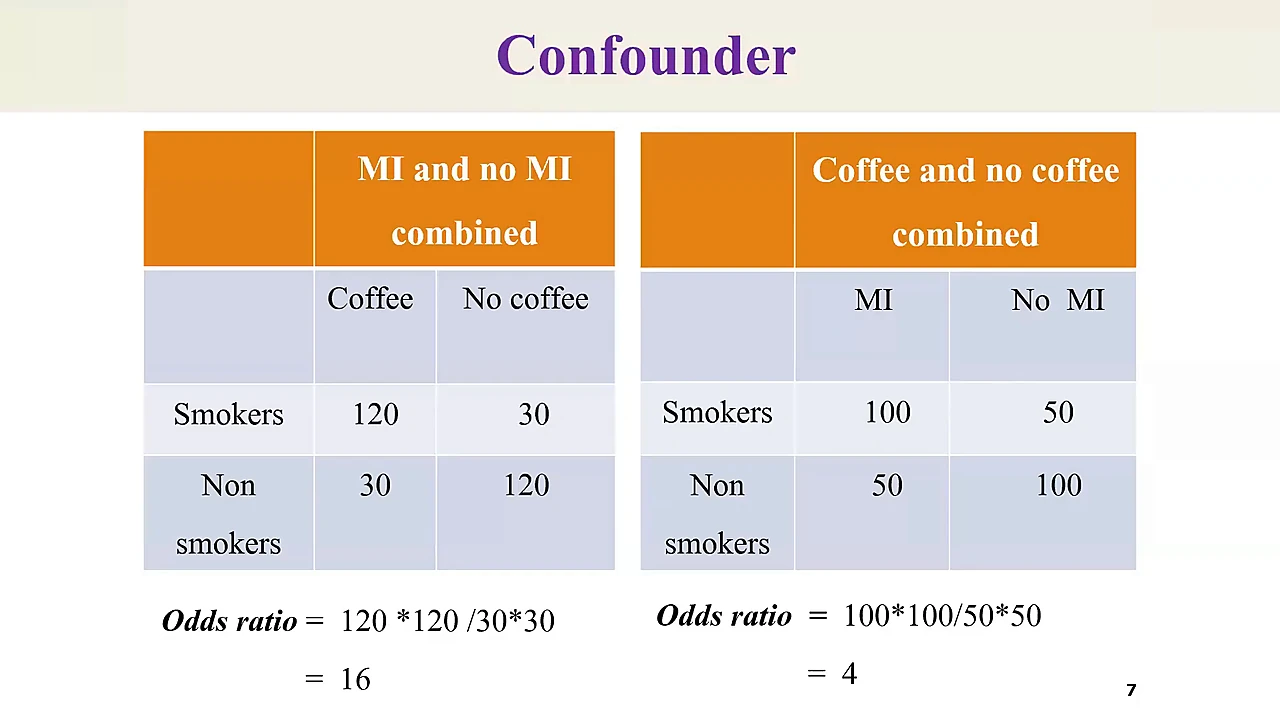 Confounder
MI and no MI
combined
Coffee No coffee
Smokers 120 30
Non 30 120
smokers
Odds ratio = 120 *120 /30*30
= 16
Coffee and no coffee
combined
MI No MI
Smokers 100 50
Non 50 100
smokers
Odds ratio = 100*100/50*50
= 4
7